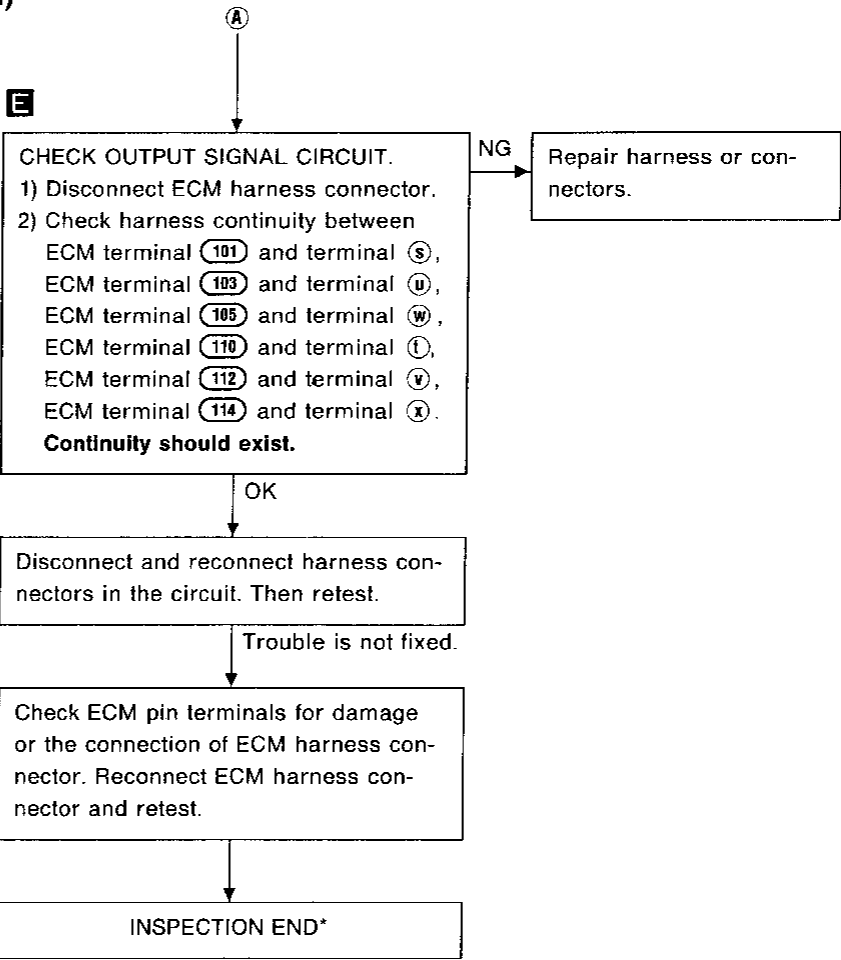 Ⓐ
E
CHECK OUTPUT SIGNAL CIRCUIT.
1) Disconnect ECM harness connector.
2) Check harness continuity between
ECM terminal (101) and terminal ⓢ,
ECM terminal (103) and terminal ⓤ,
ECM terminal (105) and terminal ⓦ,
ECM terminal (110) and terminal ⓣ,
ECM terminal (112) and terminal ⓥ,
ECM terminal (114) and terminal ⓧ.
Continuity should exist.
NG
Repair harness or con-
nectors.
OK
Disconnect and reconnect harness con-
nectors in the circuit. Then retest.
Trouble is not fixed.
Check ECM pin terminals for damage
or the connection of ECM harness con-
nector. Reconnect ECM harness con-
nector and retest.
INSPECTION END*